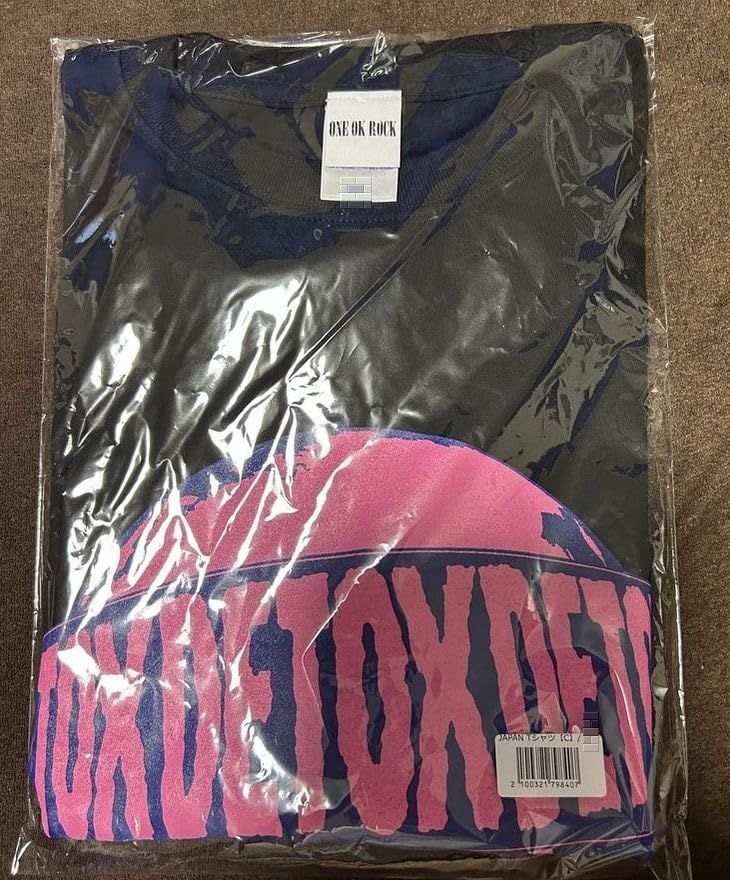 ONE OK ROCK
TOXDETOXDETO
JAPAN Tシャツ【C】/
2 100321 798407